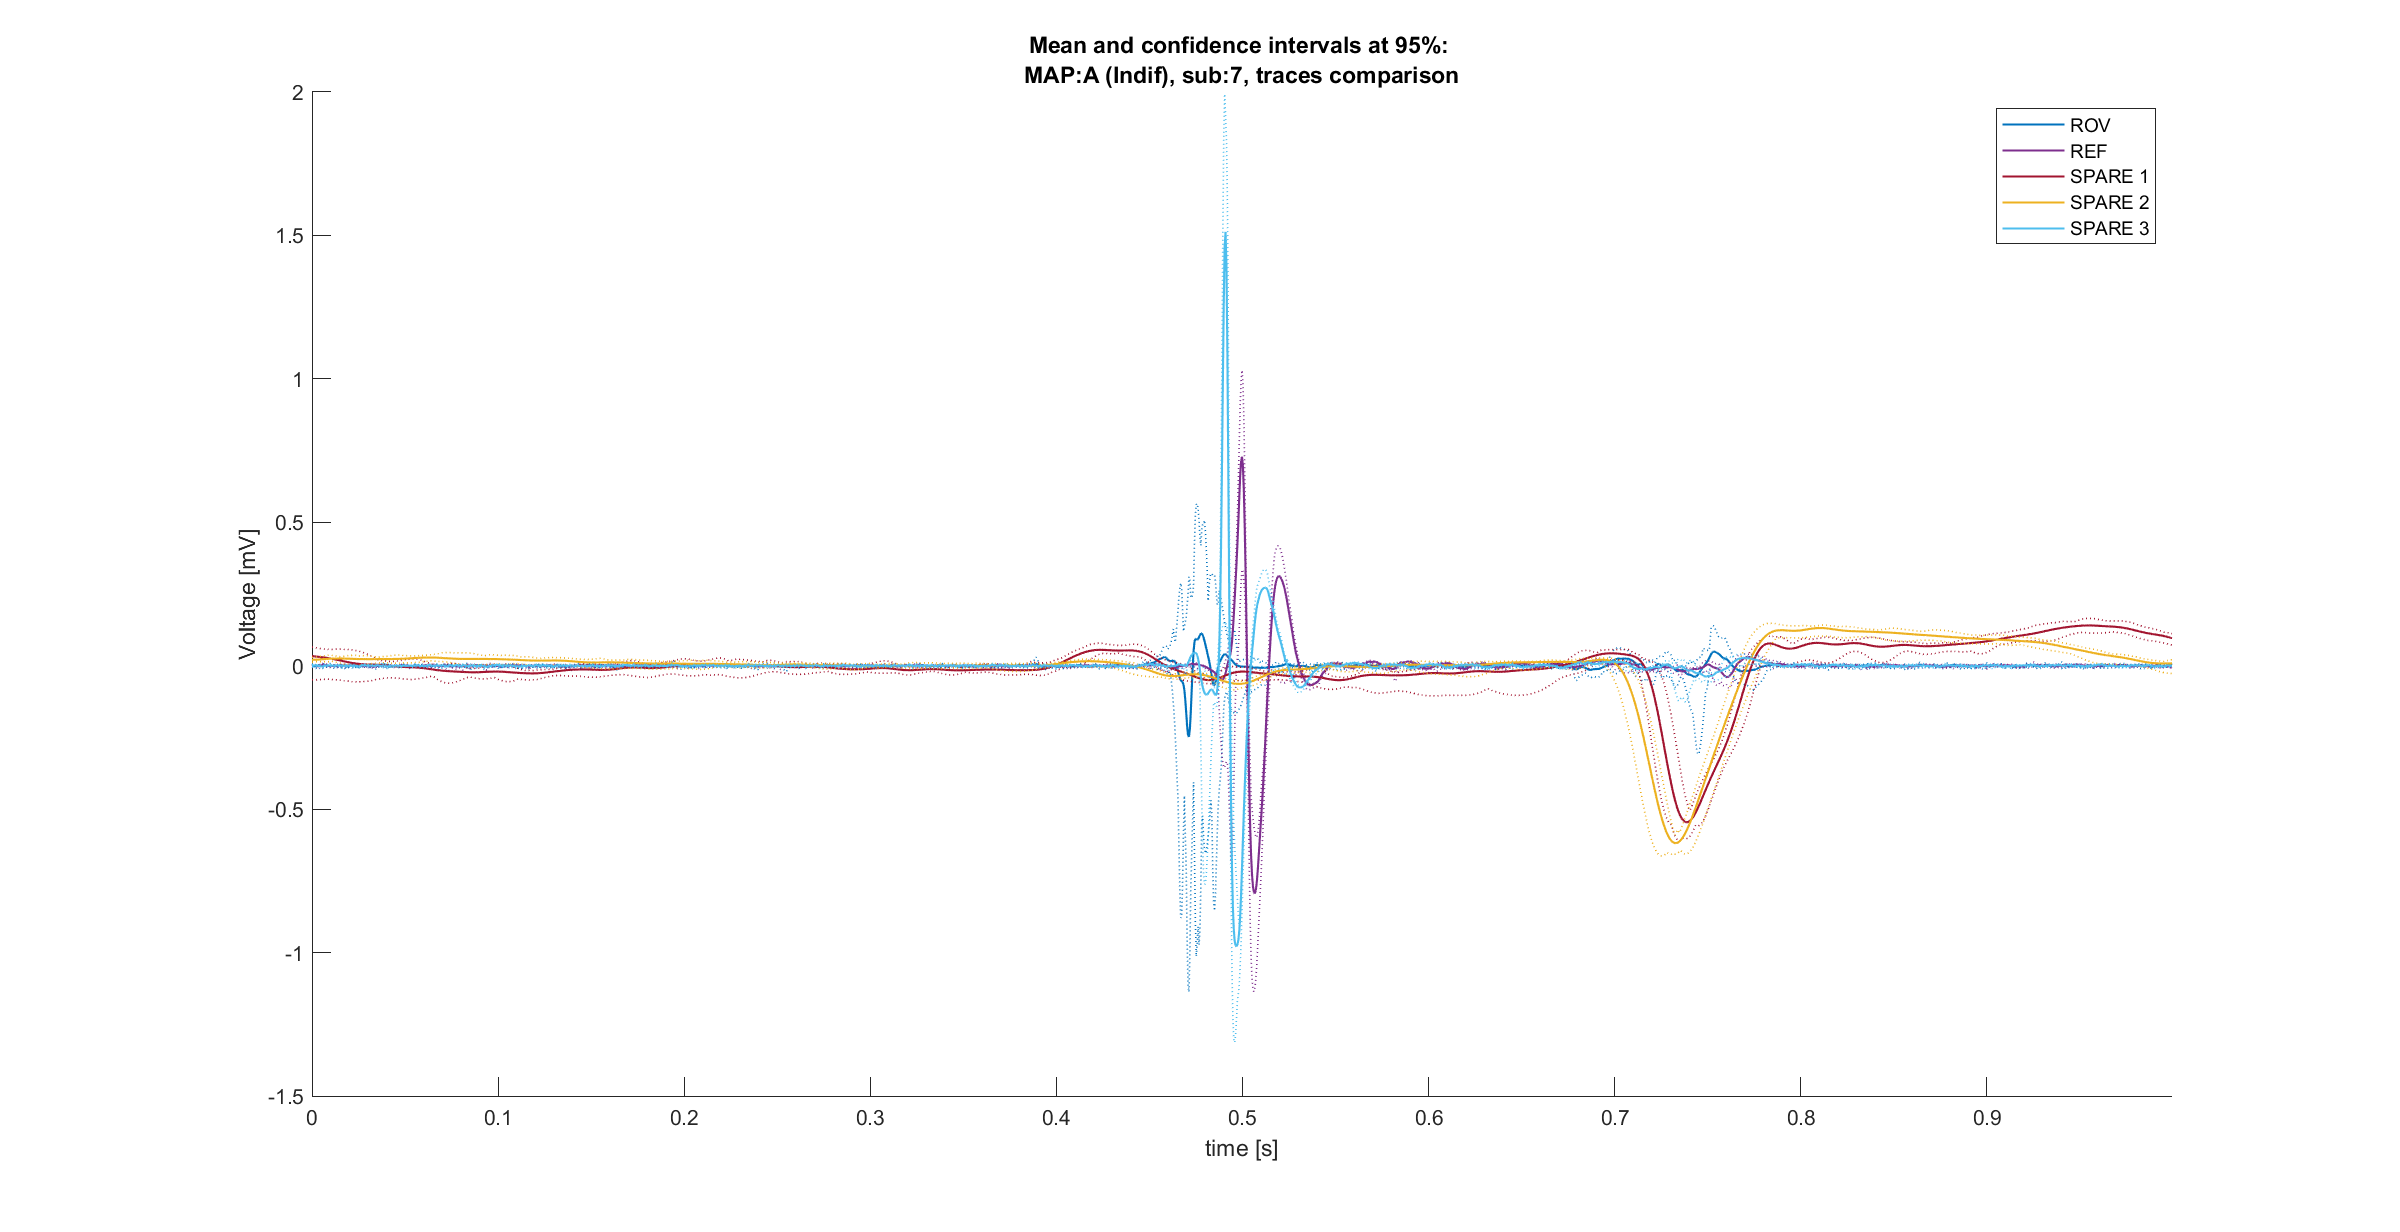 Mean and confidence intervals at 95%:
MAP:A (Indif), sub:7, traces comparison
2
1.5
1
0.5
0
-0.5
-1
-1.5
Voltage [mV]
0
0.1
0.2
0.3
0.4
0.5
0.6
0.7
0.8
0.9
time [s]
ROV
REF
SPARE 1
SPARE 2
SPARE 3